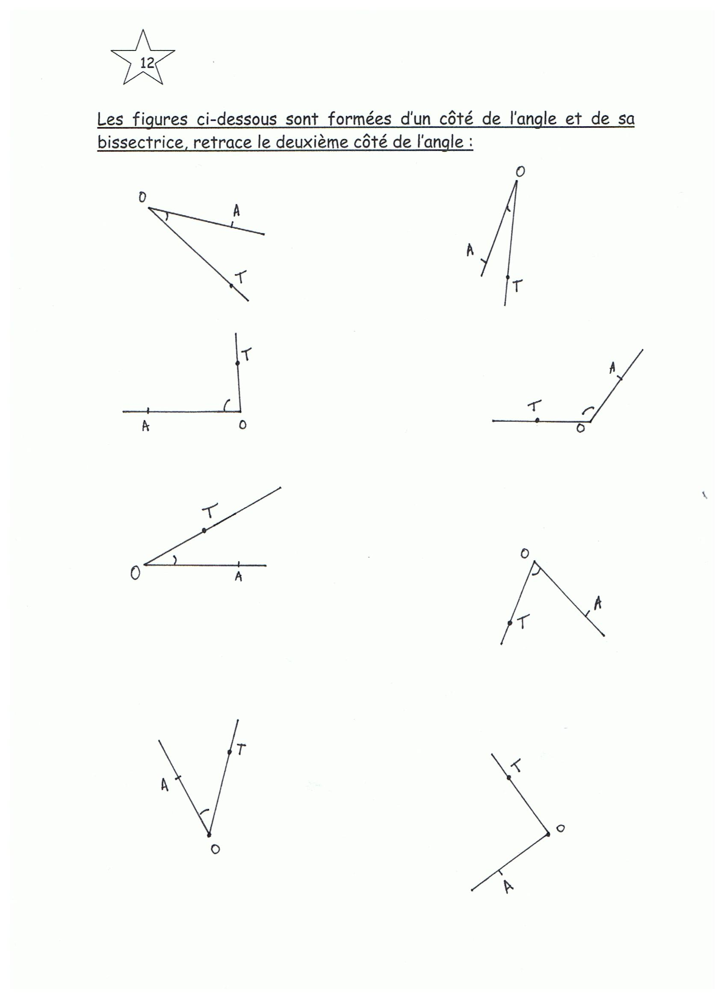 12
Les figures ci-dessous sont formées d'un côté de l'angle et de sa
bissectrice, retrace le deuxième côté de l'angle :
O
A
T
O
A
T
T
A
O
A
T
O
T
O
A
O
A
T
T
A
O
T
O
A